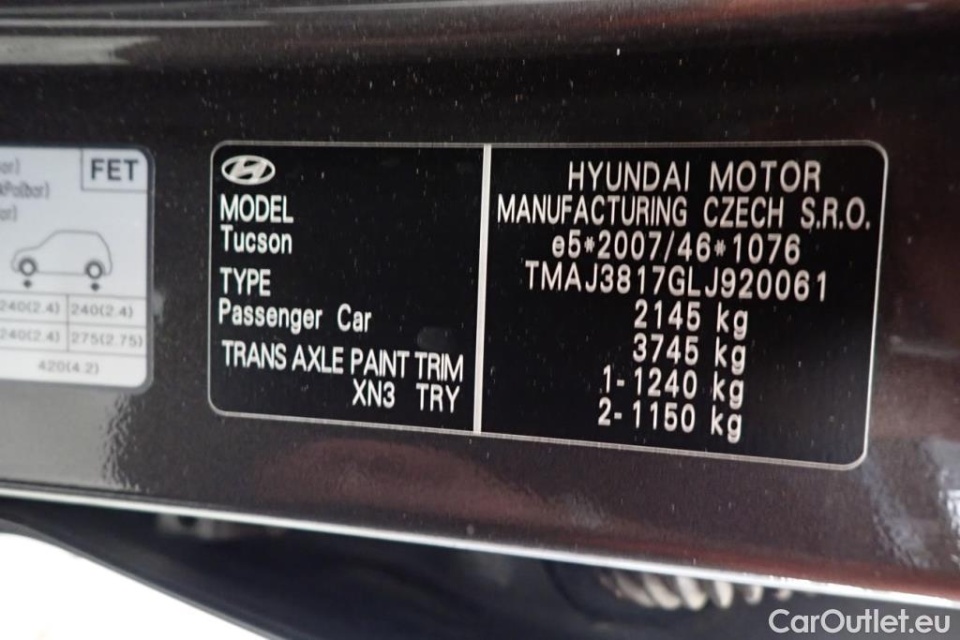 FET
240(2.4) 240(2.4)
240(2.4) 275(2.75)
420(4.2)
MODEL
Tucson
TYPE
Passenger Car
TRANS AXLE PAINT TRIM
XN3 TRY
HYUNDAI MOTOR
MANUFACTURING CZECH S.R.O.
e5*2007/46*1076
TMAJ3817GLJ920061
2145 kg
3745 kg
1-1240 kg
2-1150 kg
CarOutlet.eu